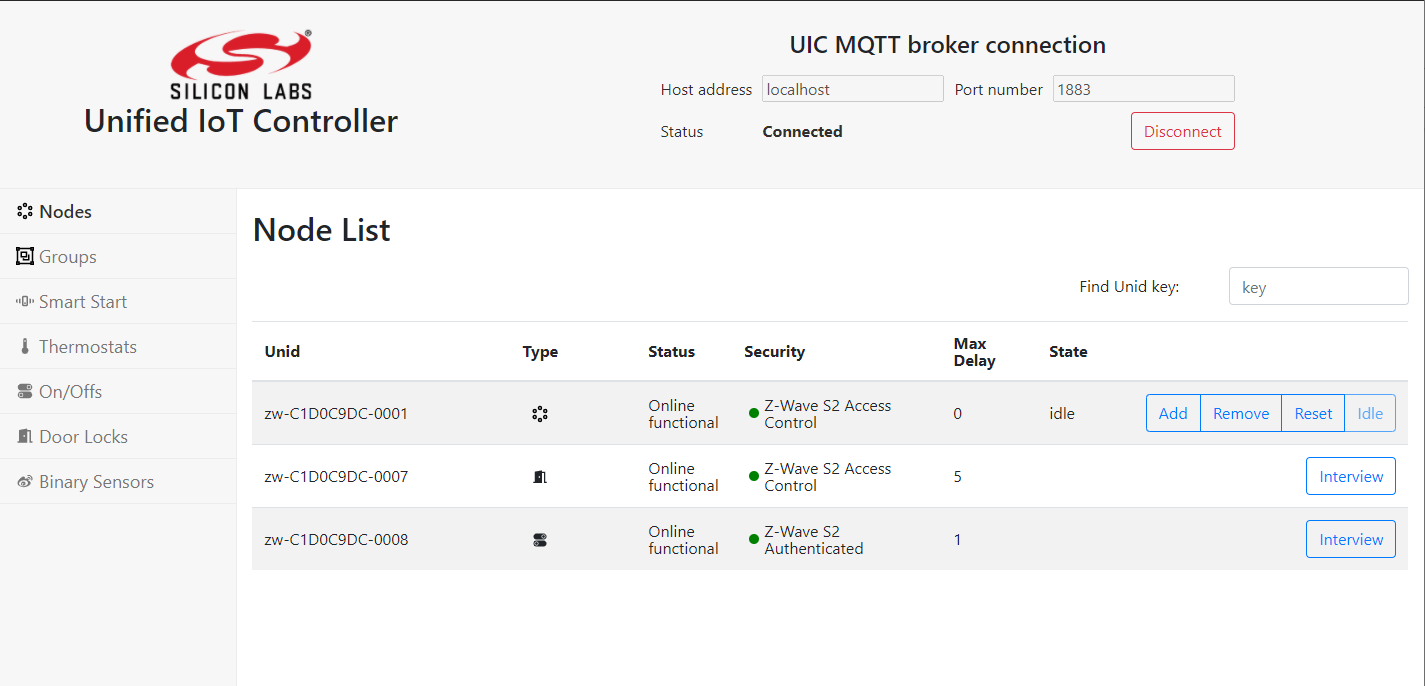 SILICON LABS
Unified IoT Controller
UIC MQTT broker connection
Host address localhost Port number 1883
Status Connected Disconnect
Nodes
Groups
Smart Start
Thermostats
On/Offs
Door Locks
Binary Sensors
Node List
Find Unid key: key
Unid Type Status Security Max Delay State
zw-C1D0C9DC-0001 Online functional Z-Wave S2 Access Control 0 idle Add Remove Reset Idle
zw-C1D0C9DC-0007 Online functional Z-Wave S2 Access Control 5 Interview
zw-C1D0C9DC-0008 Online functional Z-Wave S2 Authenticated 1 Interview